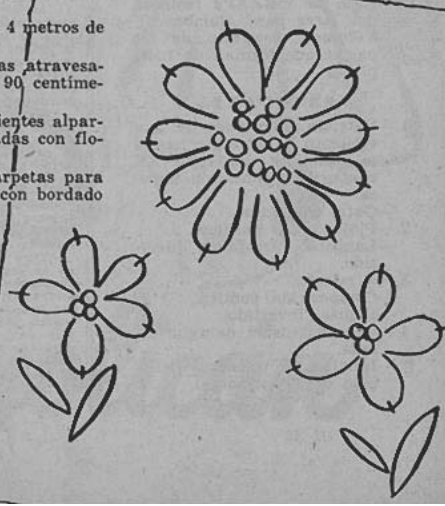 4 metros de
as atravesa-
90 centíme-
ientes alpar-
das con flo-
arpetas para
con bordado